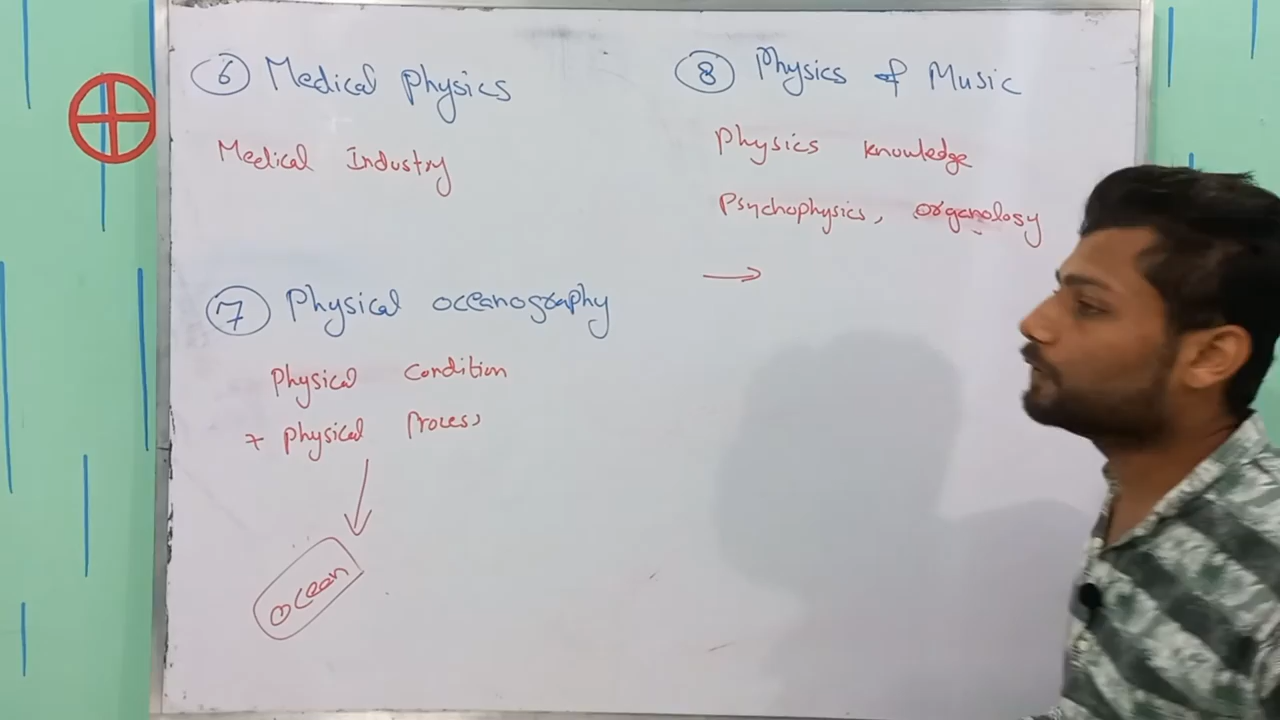 6 Medical Physics
Medical Industry
7 Physical oceanography
Physical Condition
+ Physical Process
ocean
8 Physics of Music
Physics knowledge
Psychophysics, organology
→